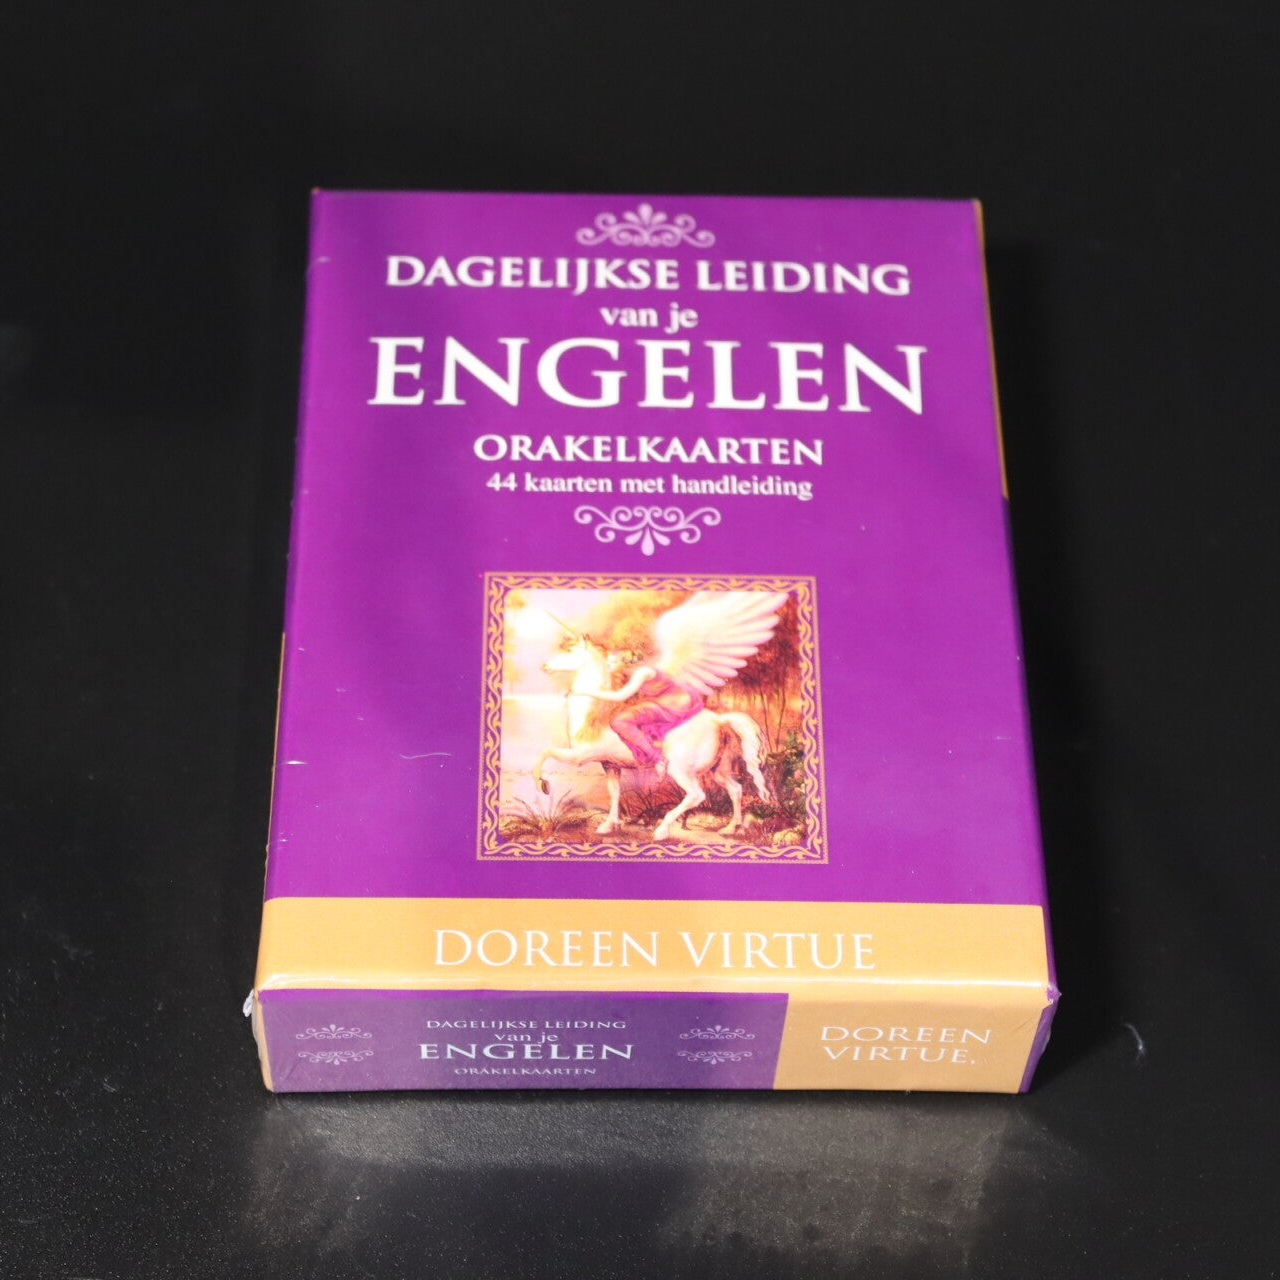 DAGELIJKSE LEIDING
van je
ENGELEN
ORAKELKAARTEN
44 kaarten met handleiding
DOREEN VIRTUE
DAGELIJKSE LEIDING
van je
ENGELEN
ORAKELKAARTEN
DOREEN
VIRTUE,